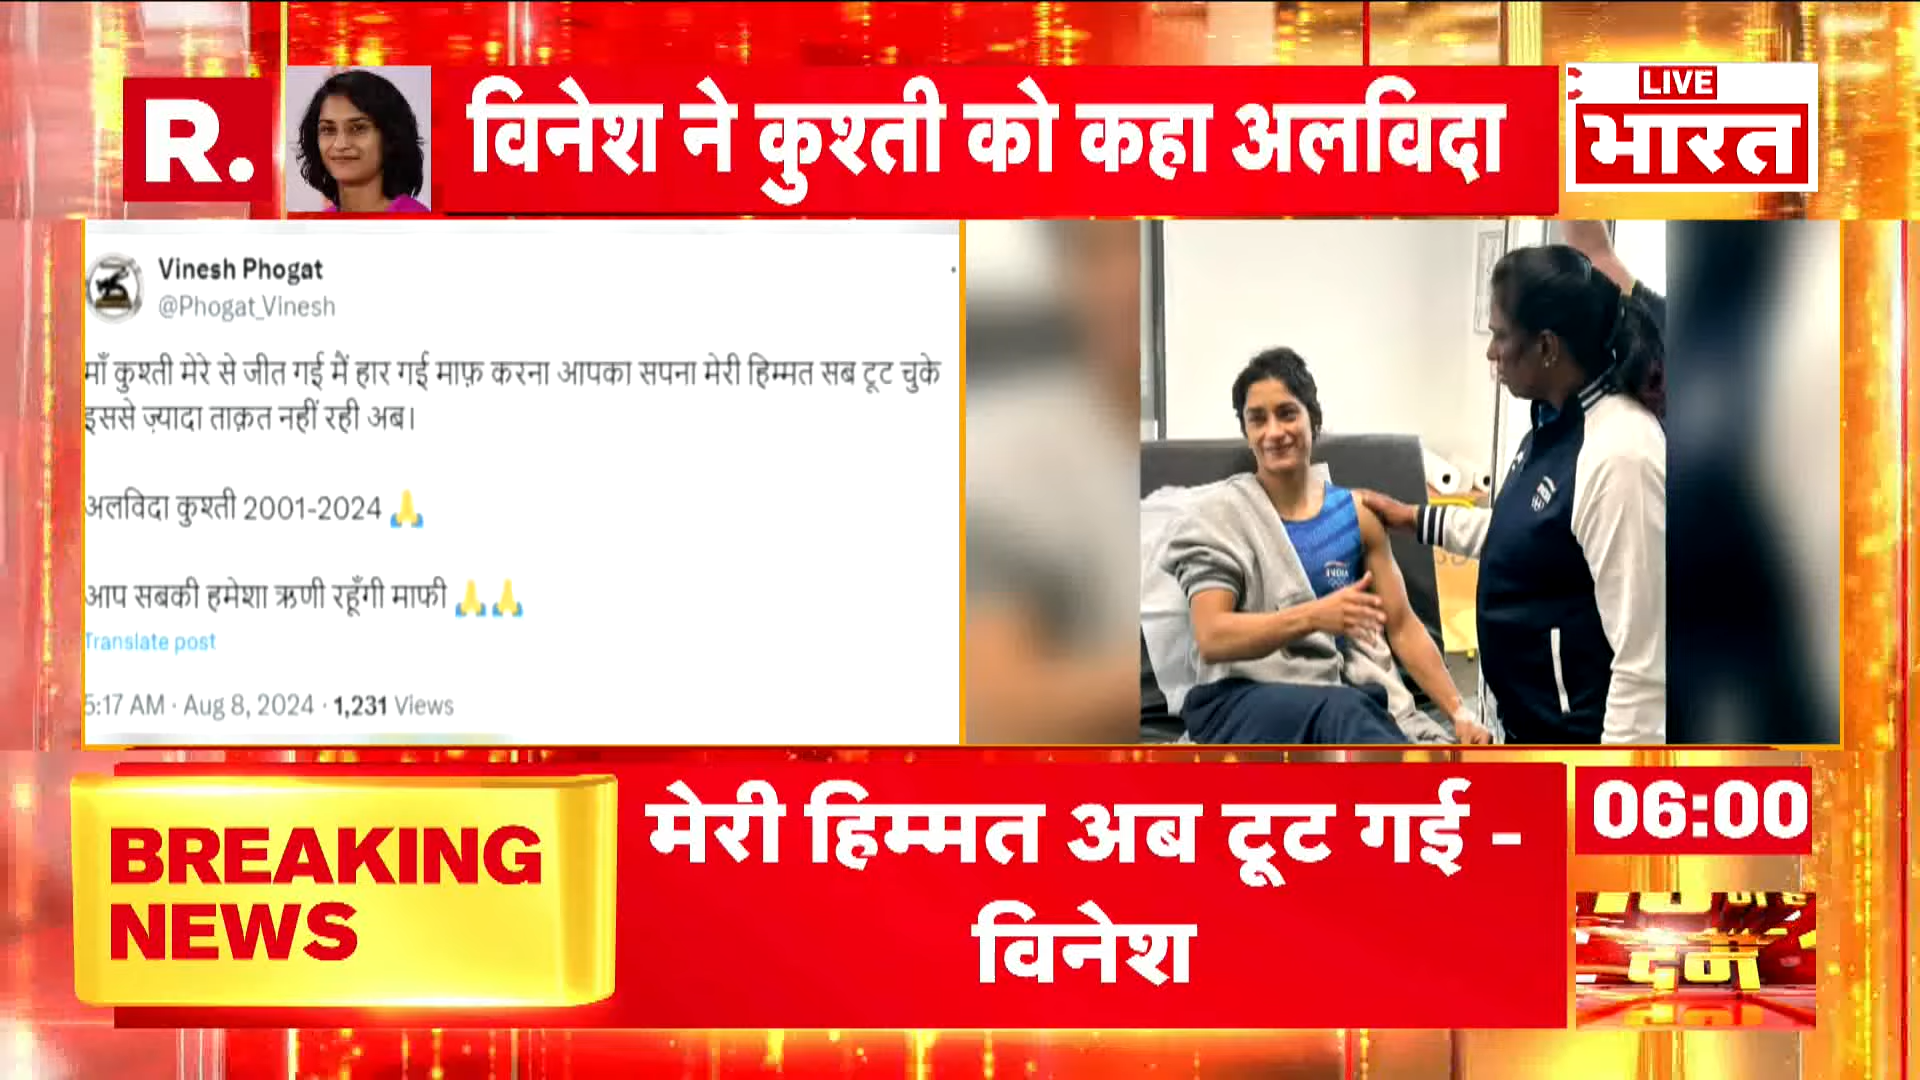 R.
विनेश ने कुश्ती को कहा अलविदा
LIVE
भारत
Vinesh Phogat
@Phogat_Vinesh
माँ कुश्ती मेरे से जीत गई मैं हार गई माफ़ करना आपका सपना मेरी हिम्मत सब टूट चुके
इससे ज़्यादा ताक़त नहीं रही अब।
अलविदा कुश्ती 2001-2024 🙏
आप सबकी हमेशा ऋणी रहूँगी माफी 🙏🙏
Translate post
5:17 AM · Aug 8, 2024 · 1,231 Views
INDIA
INDIA
BREAKING
NEWS
मेरी हिम्मत अब टूट गई -
विनेश
06:00